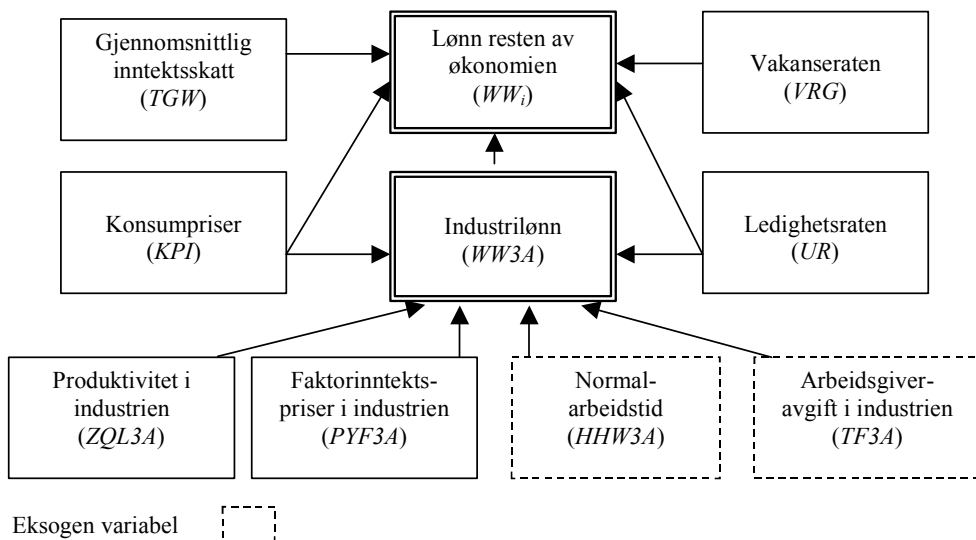 Gjennomsnittlig
inntektsskatt
(TGW)
Lønn resten av
økonomien
(WWi)
Vakanseraten
(VRG)
Konsumpriser
(KPI)
Industrilønn
(WW3A)
Ledighetsraten
(UR)
Produktivitet i
industrien
(ZQL3A)
Faktorinntekts-
priser i industrien
(PYF3A)
Normal-
arbeidstid
(HHW3A)
Arbeidsgiver-
avgift i industrien
(TF3A)
Eksogen variabel